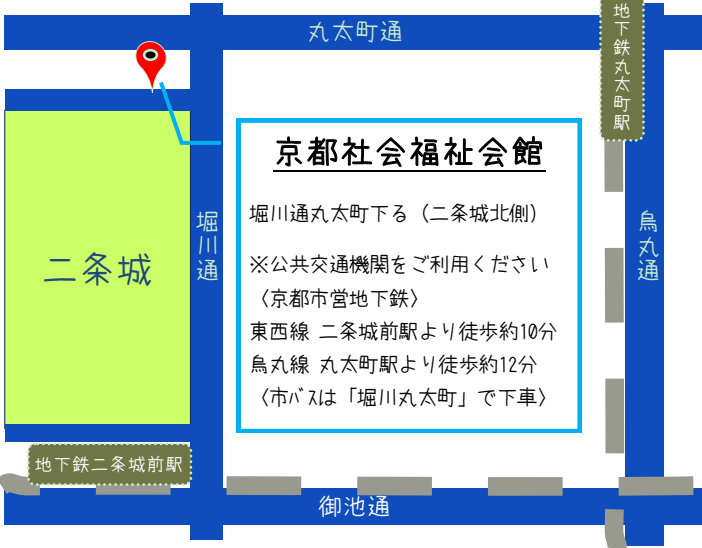 丸太町通
地下鉄丸太町駅
京都社会福祉会館
堀川通丸太町下る（二条城北側）
※公共交通機関をご利用ください
〈京都市営地下鉄〉
東西線 二条城前駅より徒歩約10分
烏丸線 丸太町駅より徒歩約12分
〈市ﾊﾞｽは「堀川丸太町」で下車〉
堀川通
烏丸通
二条城
地下鉄二条城前駅
御池通